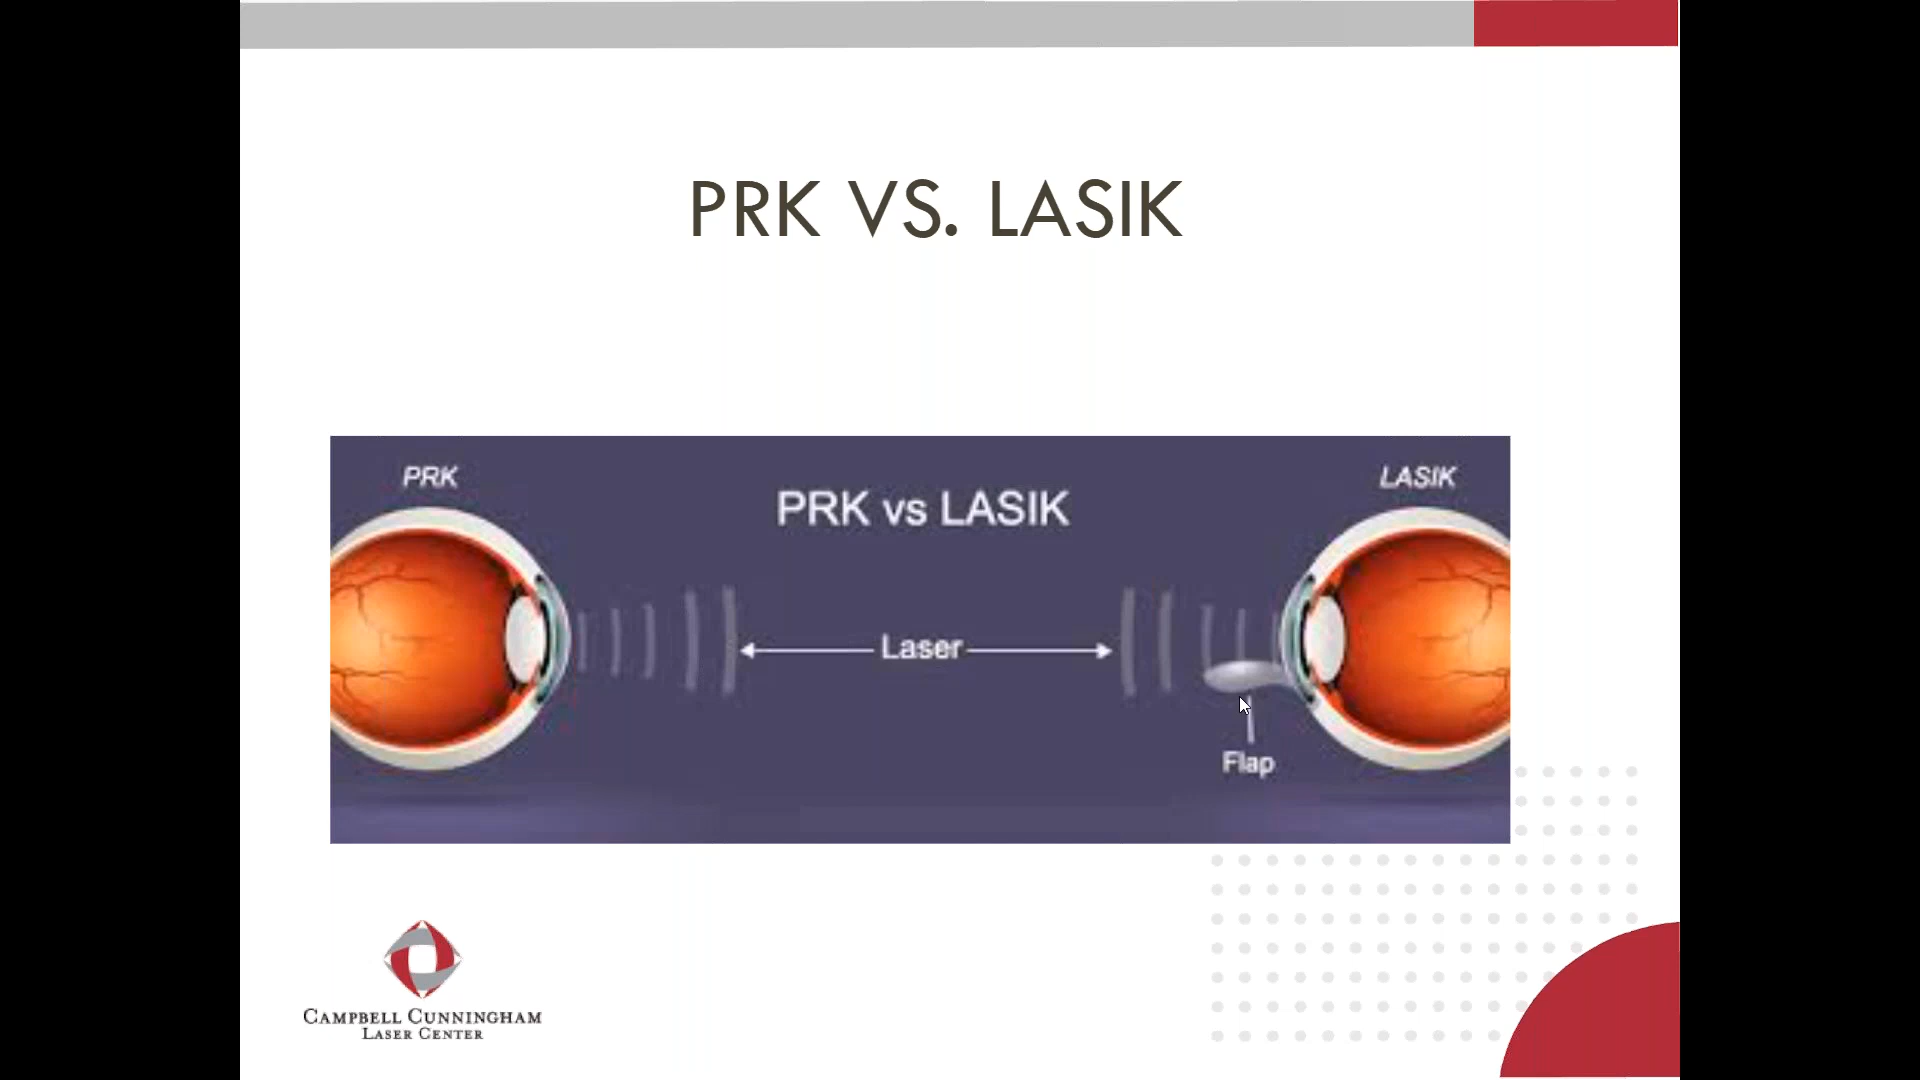 PRK VS. LASIK
PRK
LASIK
PRK vs LASIK
Laser
Flap
CAMPBELL CUNNINGHAM
LASER CENTER